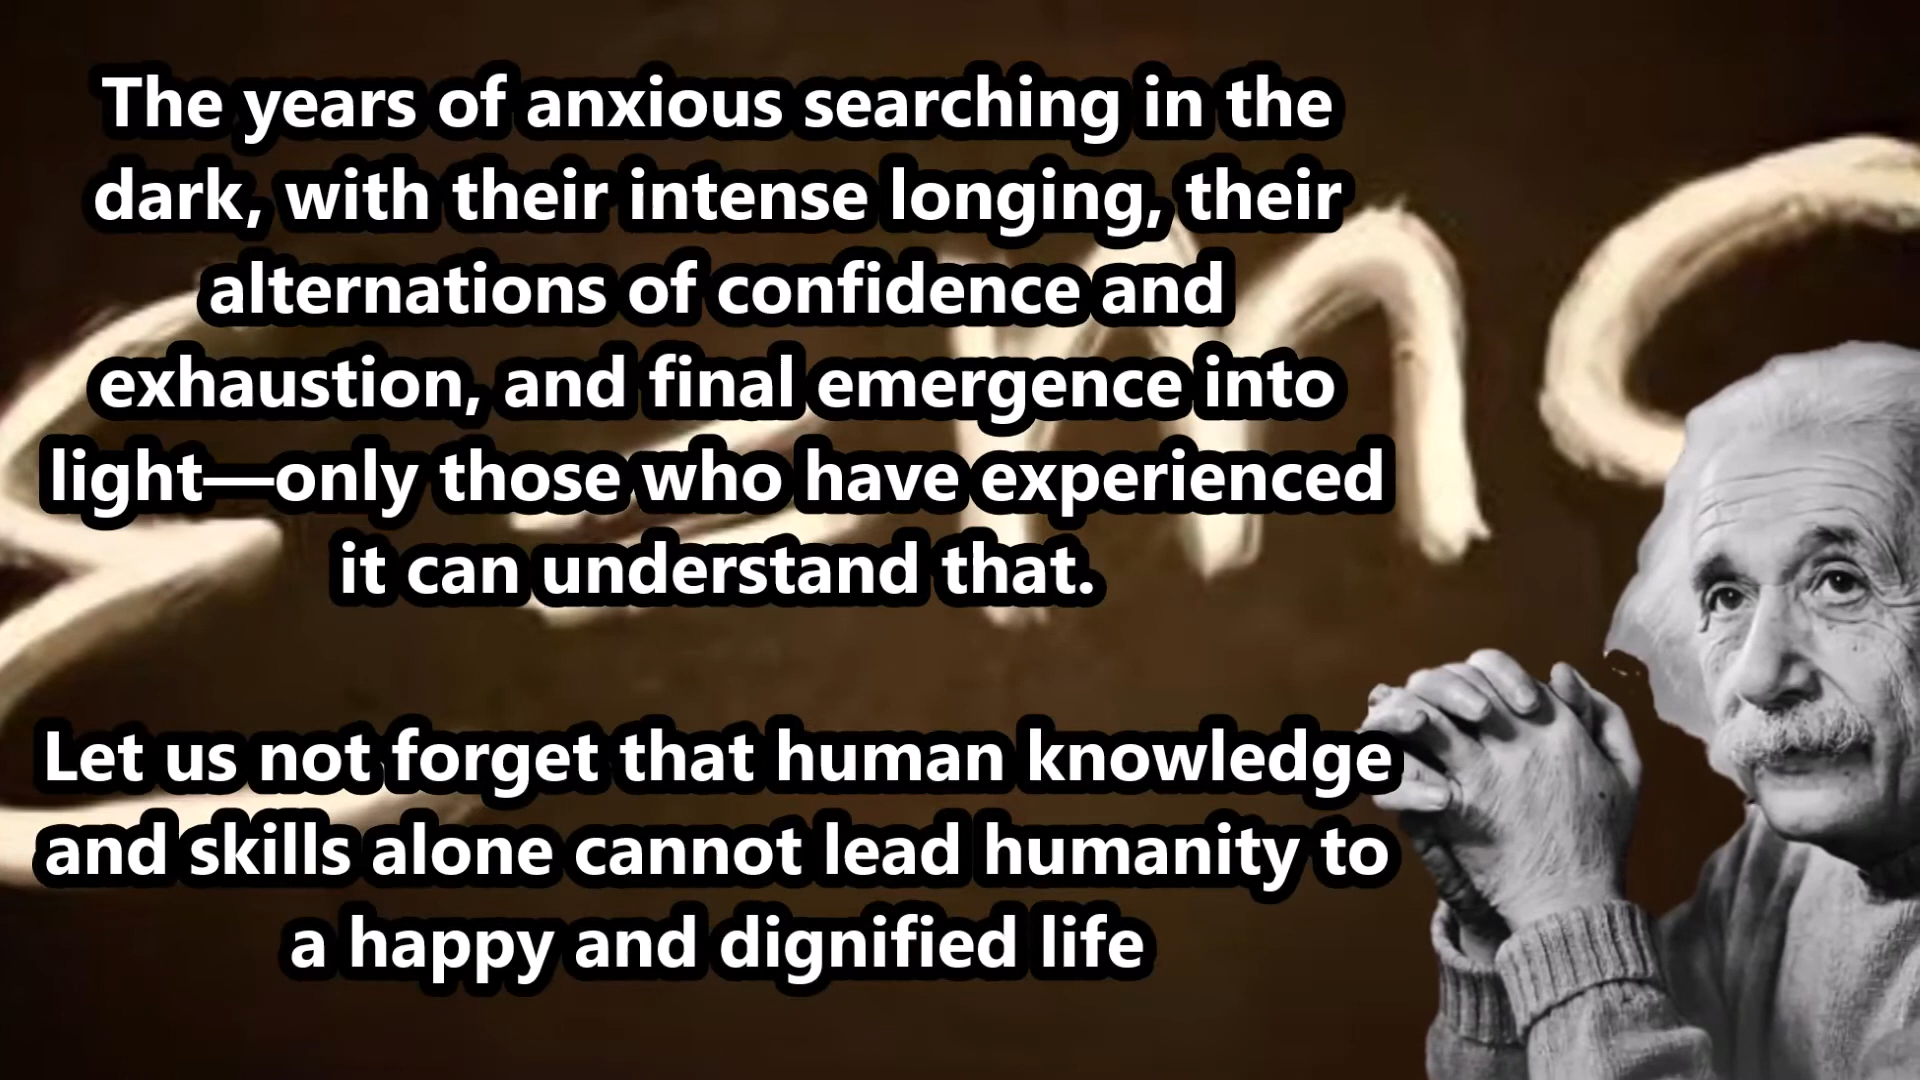 The years of anxious searching in the
dark, with their intense longing, their
alternations of confidence and
exhaustion, and final emergence into
light—only those who have experienced
it can understand that.
Let us not forget that human knowledge
and skills alone cannot lead humanity to
a happy and dignified life
E = mc